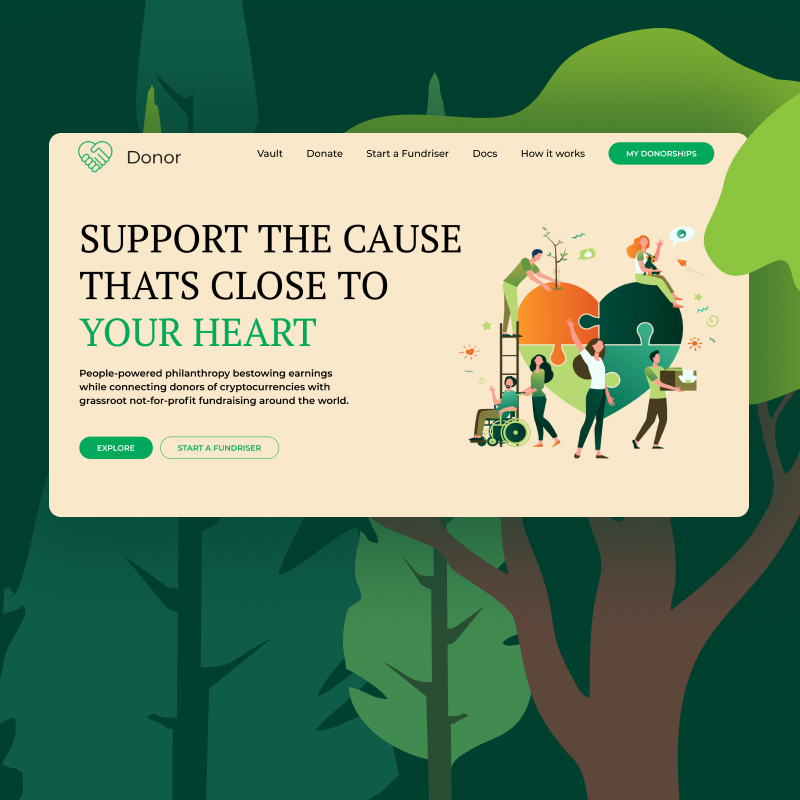 Donor
Vault
Donate
Start a Fundriser
Docs
How it works
MY DONORSHIPS
SUPPORT THE CAUSE
THATS CLOSE TO
YOUR HEART
People-powered philanthropy bestowing earnings
while connecting donors of cryptocurrencies with
grassroot not-for-profit fundraising around the world.
EXPLORE
START A FUNDRISER